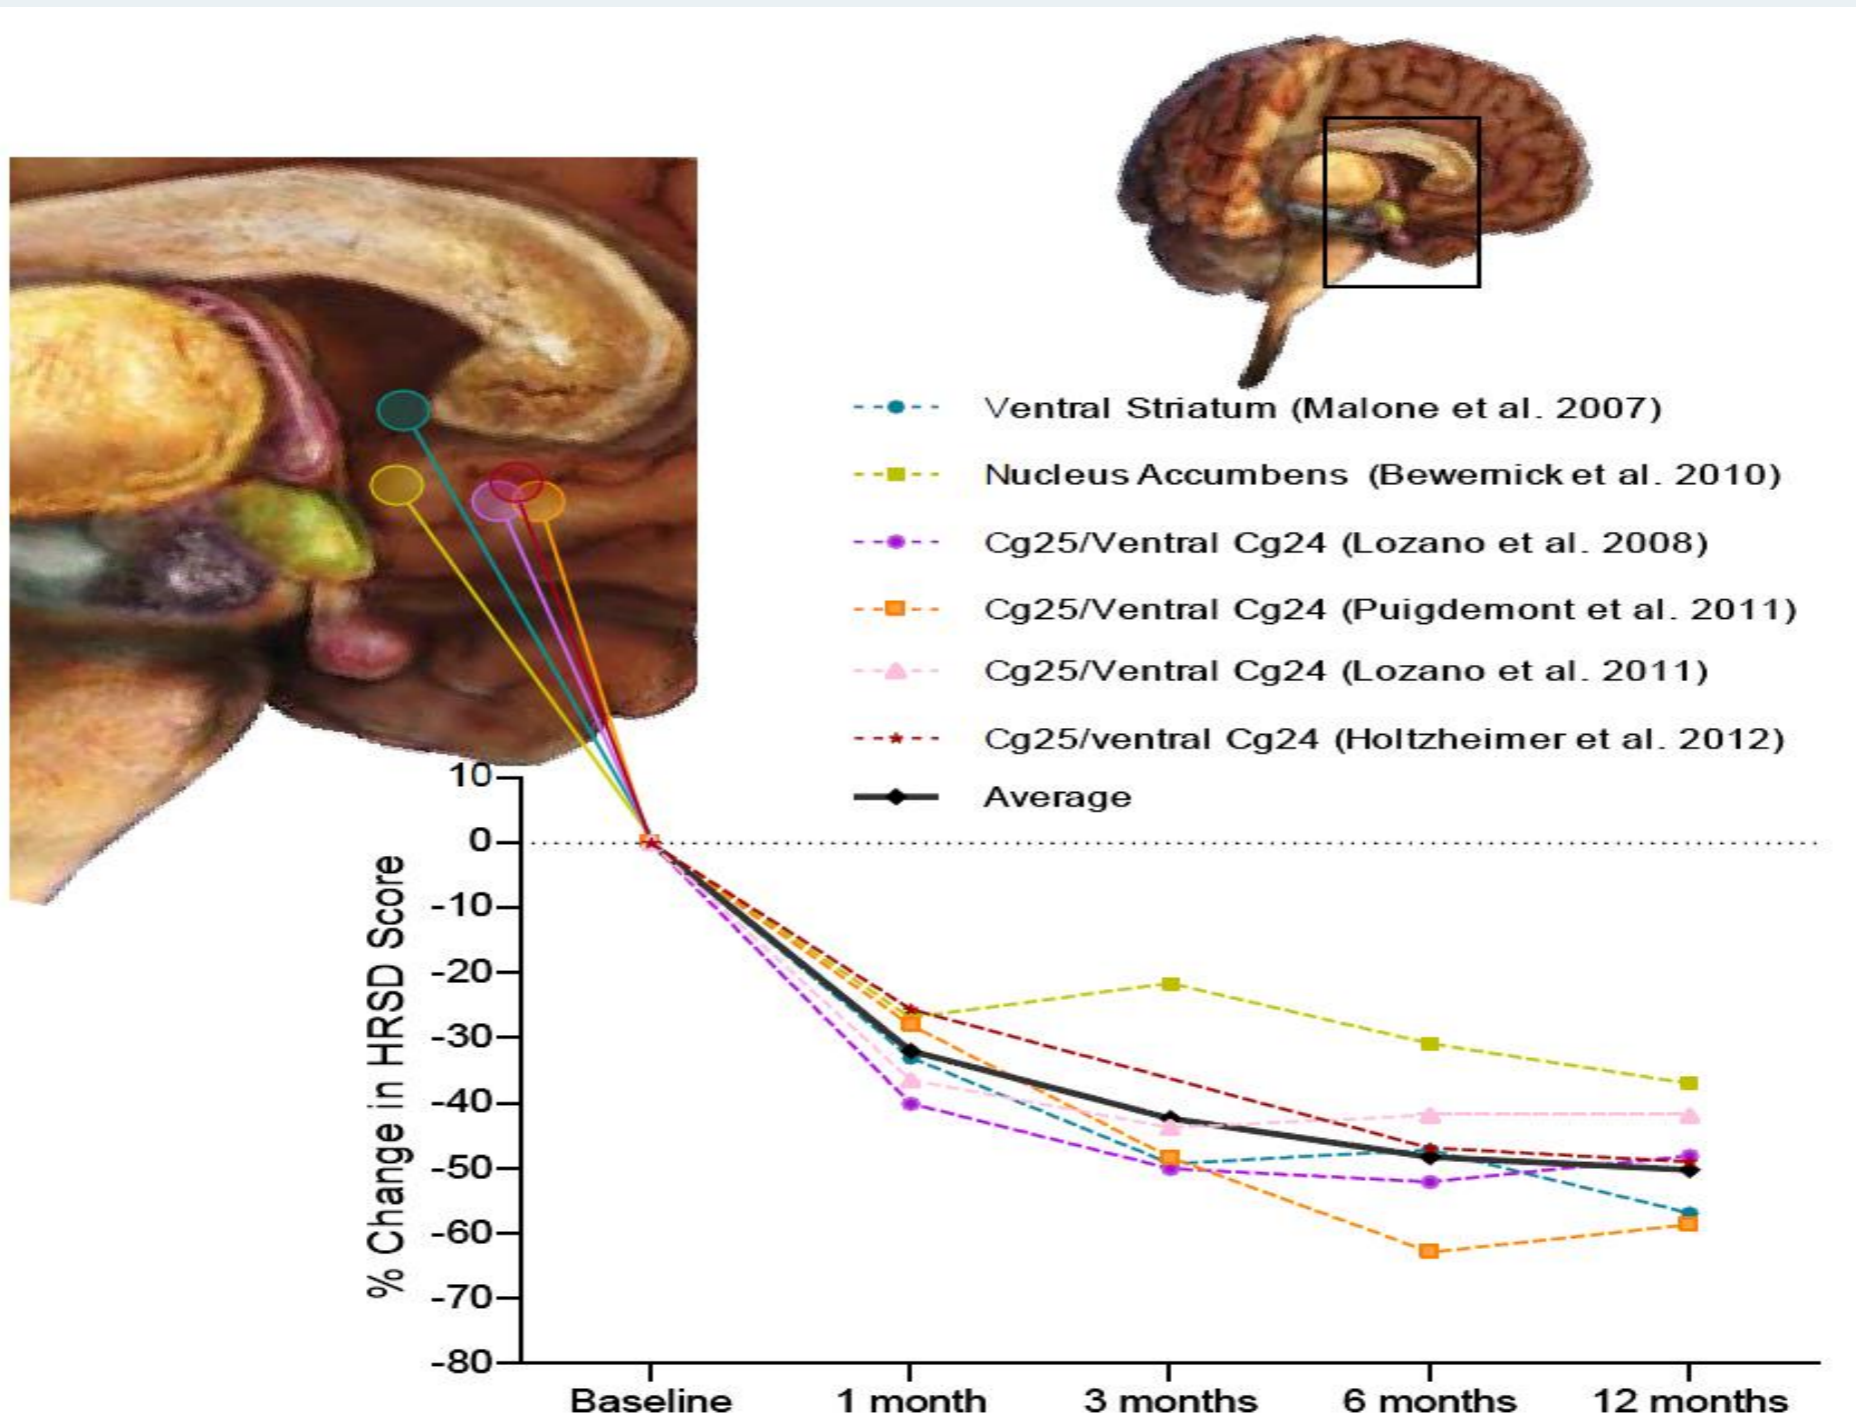 Ventral Striatum (Malone et al. 2007)
Nucleus Accumbens (Bewernick et al. 2010)
Cg25/Ventral Cg24 (Lozano et al. 2008)
Cg25/Ventral Cg24 (Puigdemont et al. 2011)
Cg25/Ventral Cg24 (Lozano et al. 2011)
Cg25/ventral Cg24 (Holtzheimer et al. 2012)
Average
% Change in HRSD Score
10
0
-10
-20
-30
-40
-50
-60
-70
-80
Baseline 1 month 3 months 6 months 12 months